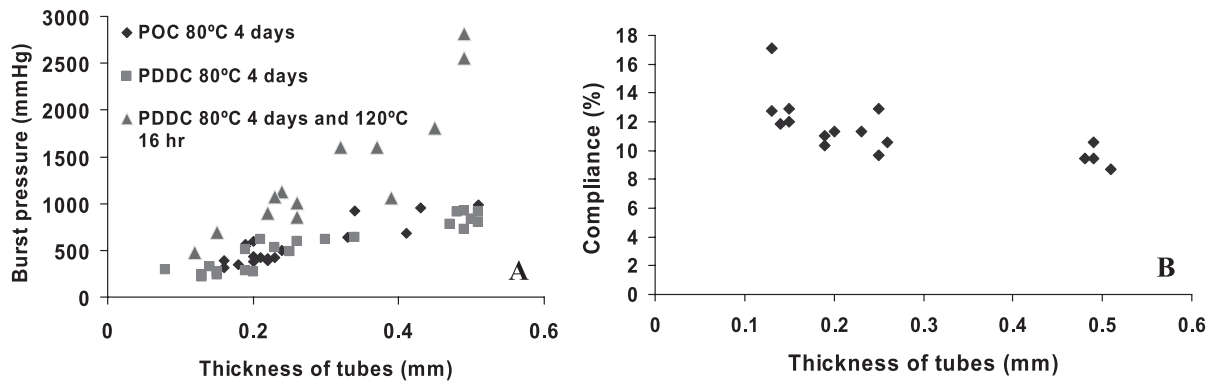 3000
2500
2000
1500
1000
500
0
Burst pressure (mmHg)
POC 80ºC 4 days
PDDC 80ºC 4 days
PDDC 80ºC 4 days and 120ºC
16 hr
A
0
0.2
0.4
0.6
Thickness of tubes (mm)
18
16
14
12
10
8
6
4
2
0
Compliance (%)
B
0
0.1
0.2
0.3
0.4
0.5
0.6
Thickness of tubes (mm)